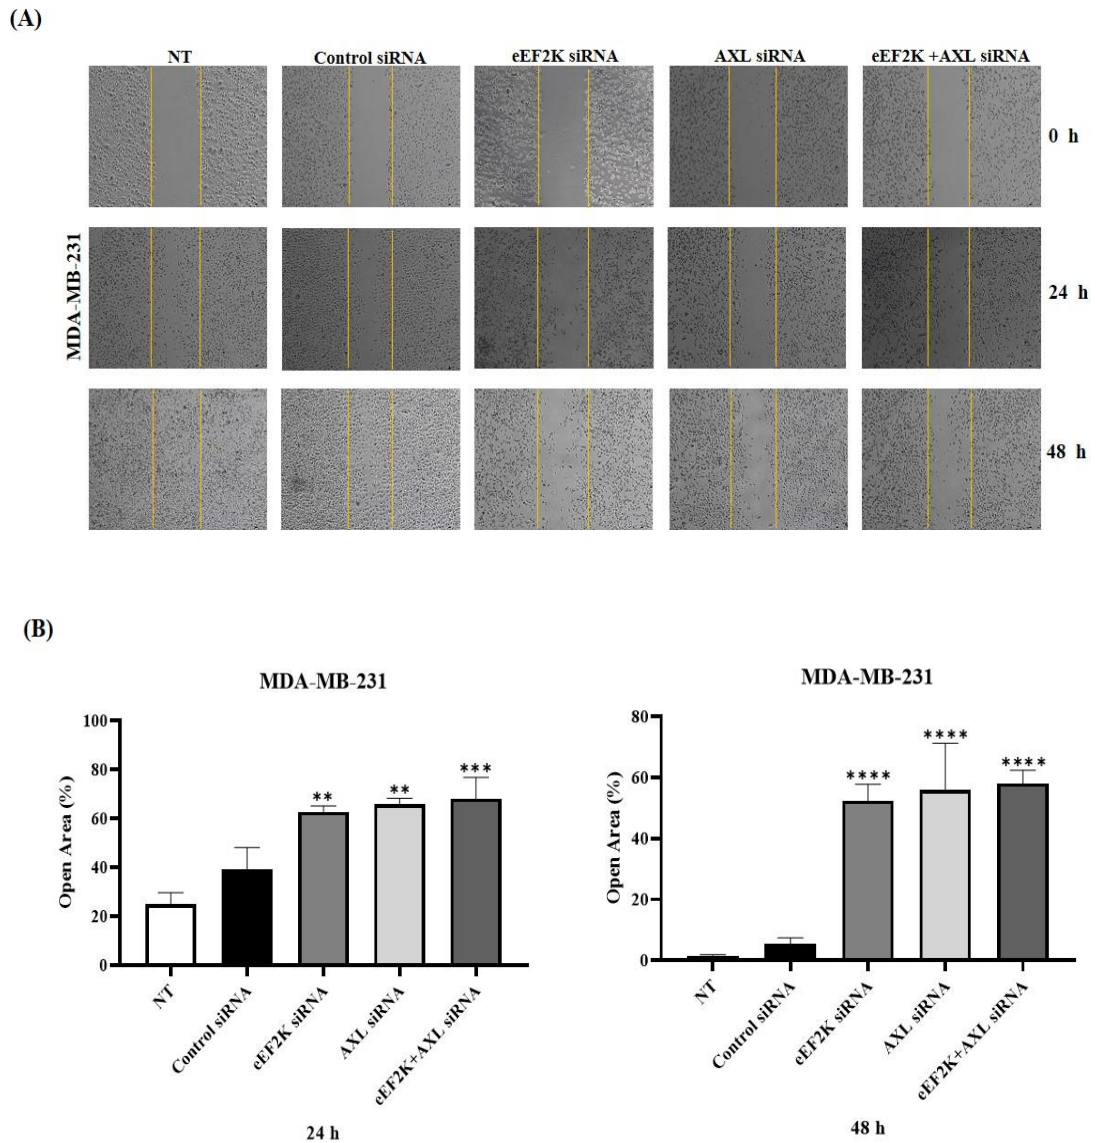 (A)
NT Control siRNA eEF2K siRNA AXL siRNA eEF2K +AXL siRNA
0 h
MDA-MB-231
24 h
48 h
(B)
MDA-MB-231
Open Area (%)
100
80
60
40
20
0
** ** ***
NT Control siRNA eEF2K siRNA AXL siRNA eEF2K+AXL siRNA
24 h
MDA-MB-231
Open Area (%)
80
60
40
20
0
**** **** ****
NT Control siRNA eEF2K siRNA AXL siRNA eEF2K+AXL siRNA
48 h